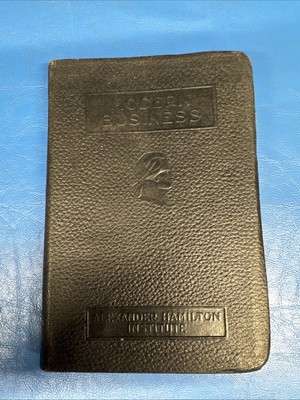 MODERN
BUSINESS
ALEXANDER HAMILTON
INSTITUTE